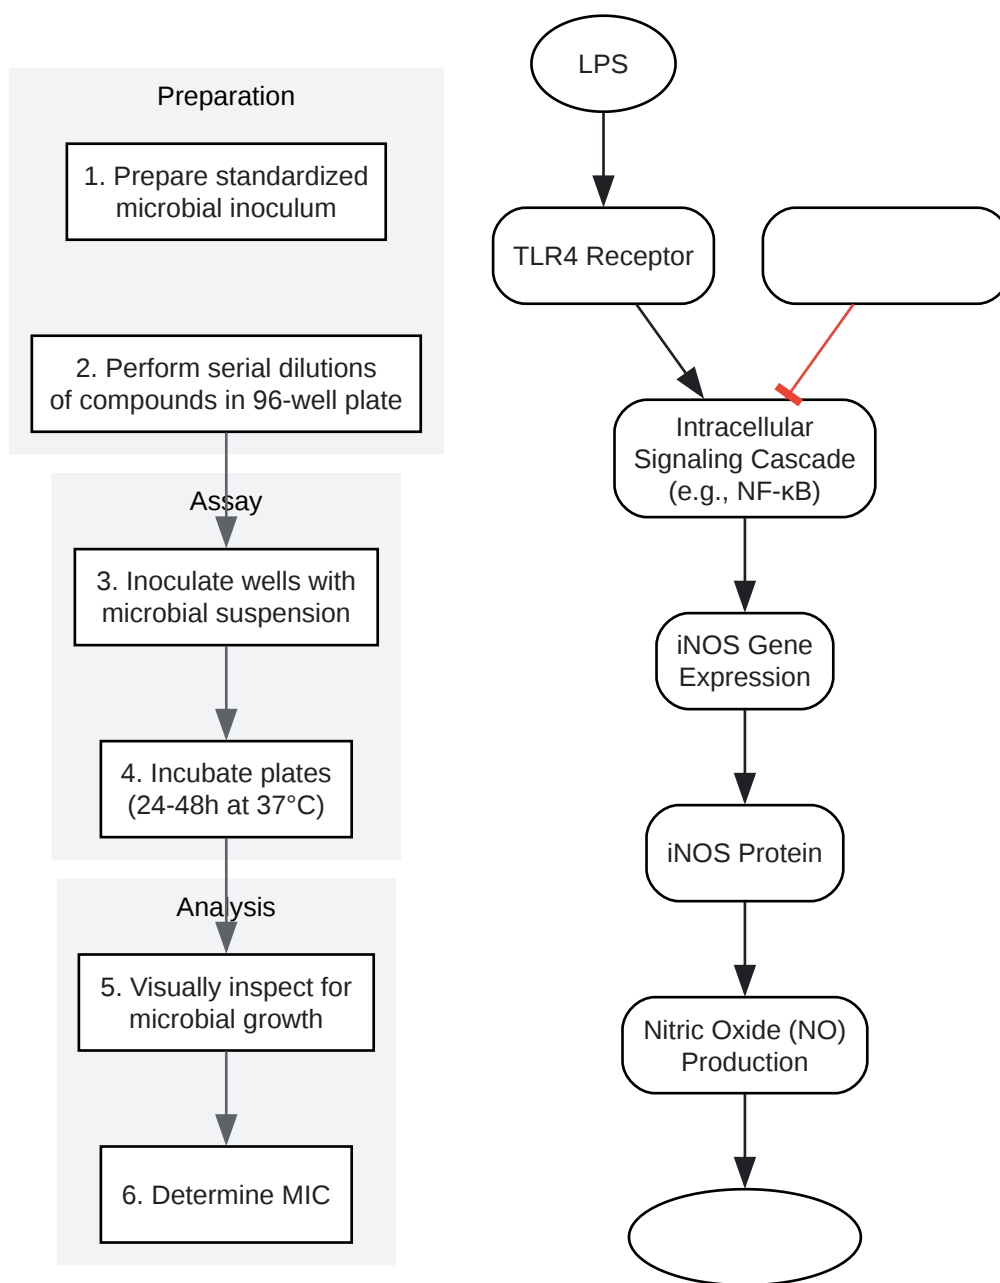 Preparation
1. Prepare standardized
microbial inoculum
2. Perform serial dilutions
of compounds in 96-well plate
Assay
3. Inoculate wells with
microbial suspension
4. Incubate plates
(24-48h at 37°C)
Analysis
5. Visually inspect for
microbial growth
6. Determine MIC
LPS
TLR4 Receptor
Intracellular
Signaling Cascade
(e.g., NF-κB)
iNOS Gene
Expression
iNOS Protein
Nitric Oxide (NO)
Production